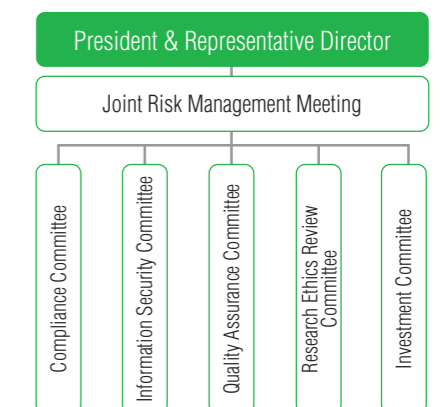 President & Representative Director
Joint Risk Management Meeting
Compliance Committee
Information Security Committee
Quality Assurance Committee
Research Ethics Review
Committee
Investment Committee